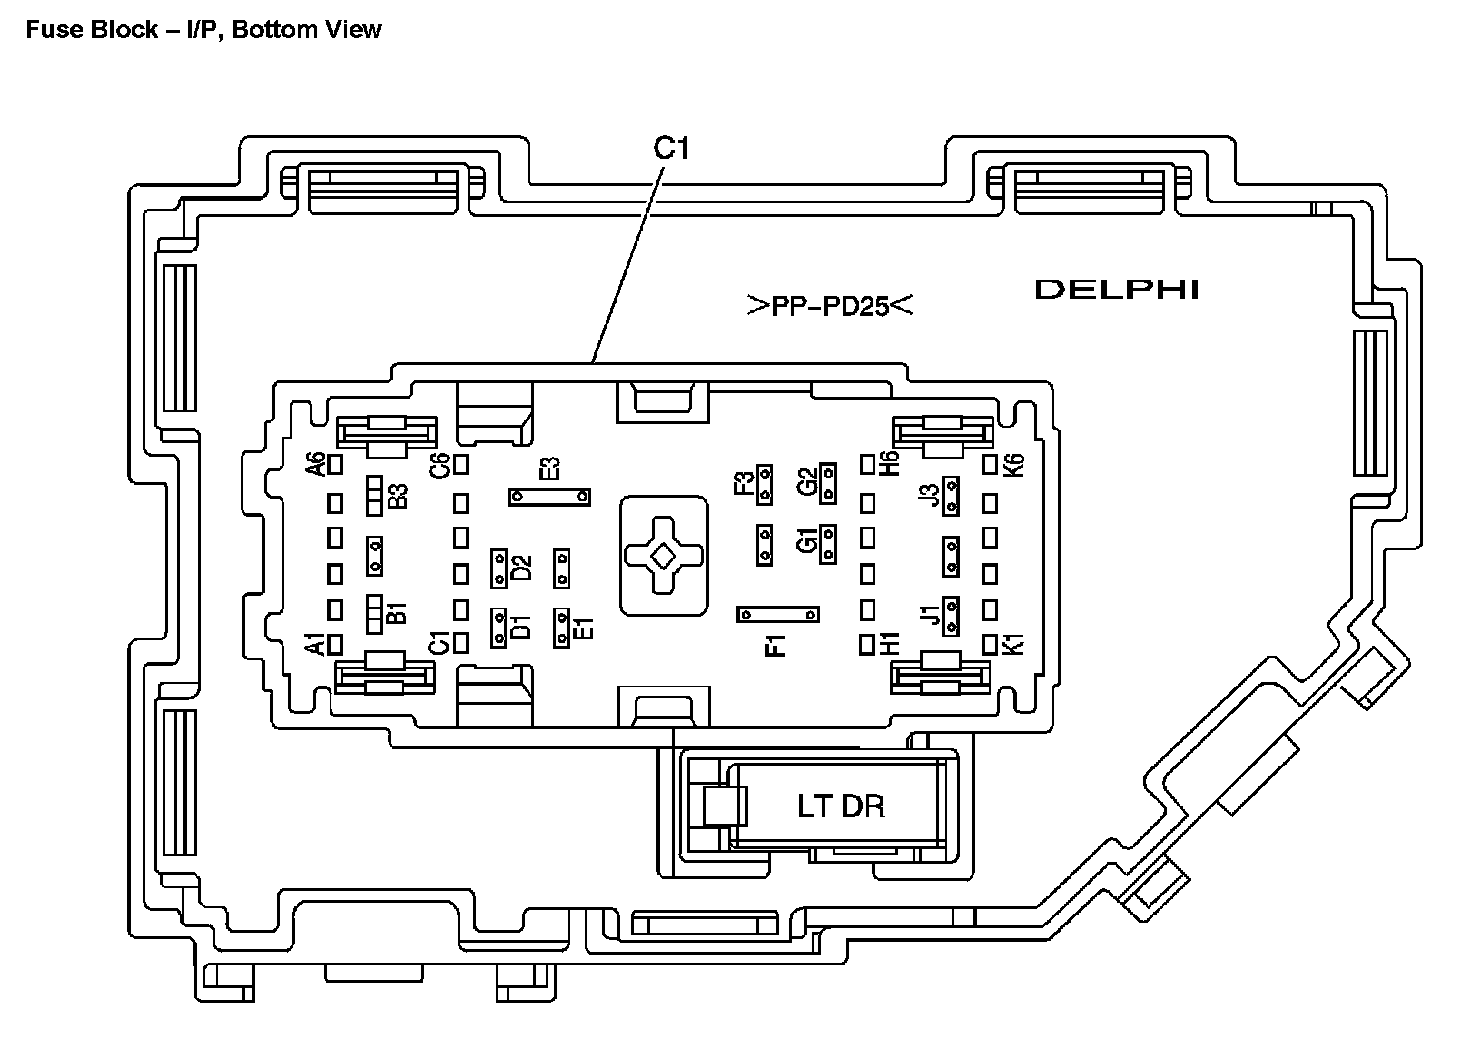 Fuse Block – I/P, Bottom View
C1
DELPHI
>PP–PD25<
A6
C6
E3
F3
G2
H6
K6
B3
J3
D2
G1
B1
A1
C1
D1
E1
F1
H1
J1
K1
LT DR